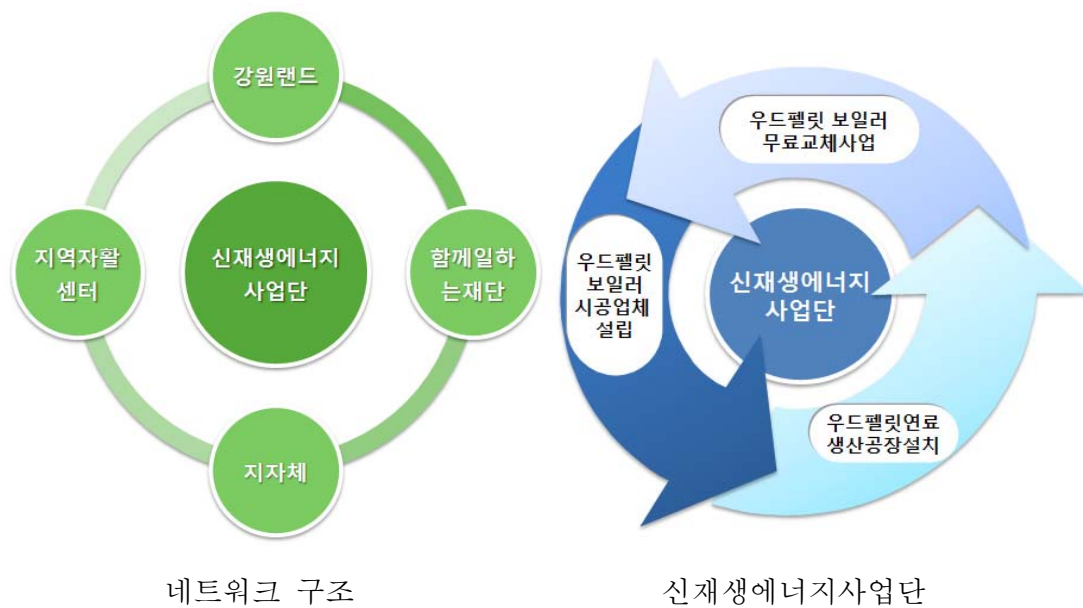 강원랜드
지역자활
센터
신재생에너지
사업단
함께일하
는재단
지자체
네트워크 구조
우드펠릿 보일러
무료교체사업
우드펠릿
보일러
시공업체
설립
신재생에너지
사업단
우드펠릿연료
생산공장설치
신재생에너지사업단